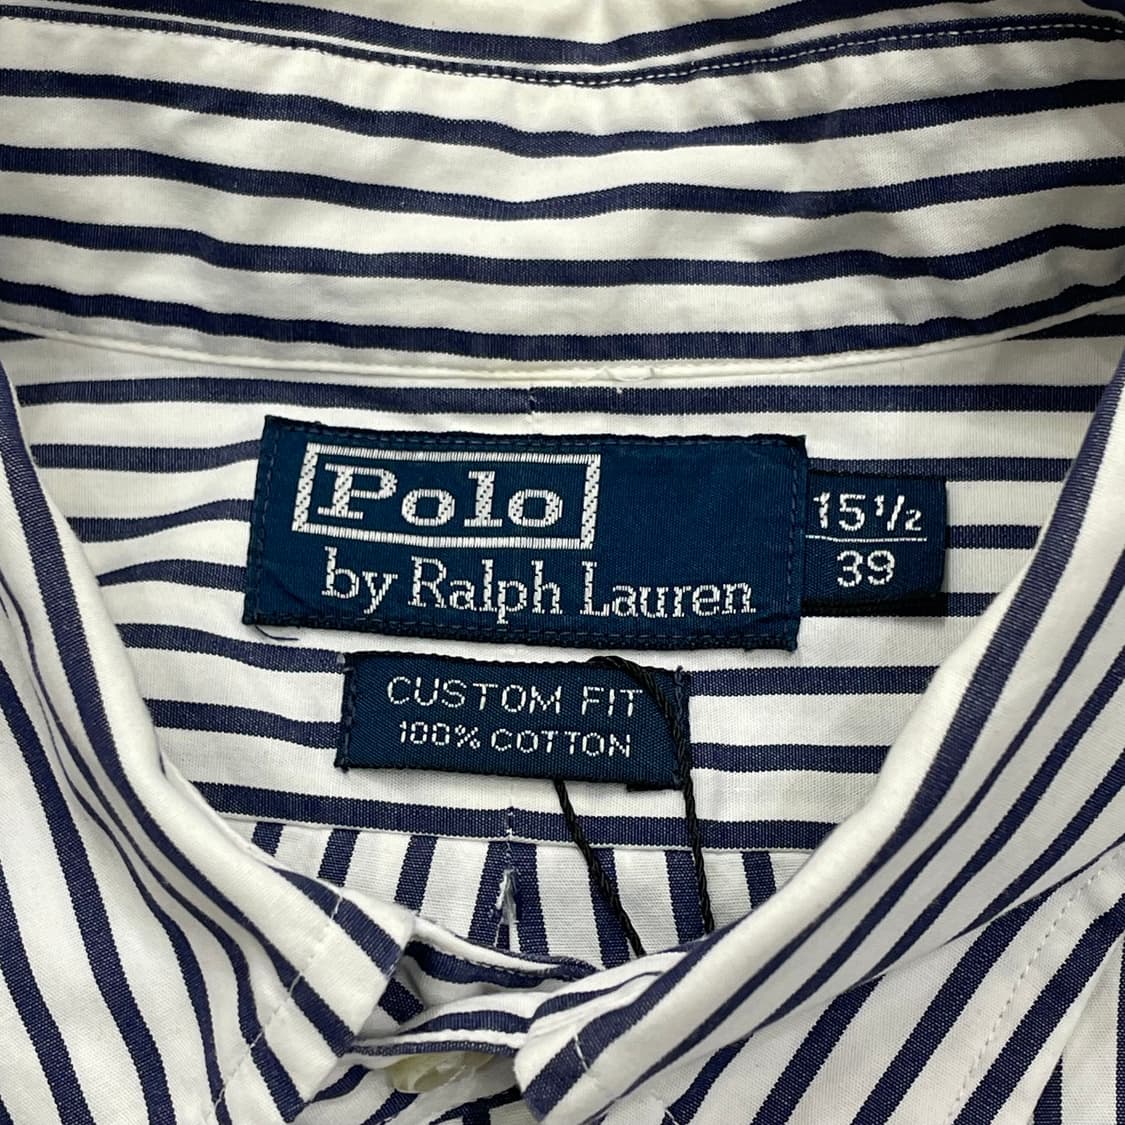 Polo
by Ralph Lauren
15 1/2
39
CUSTOM FIT
100% COTTON